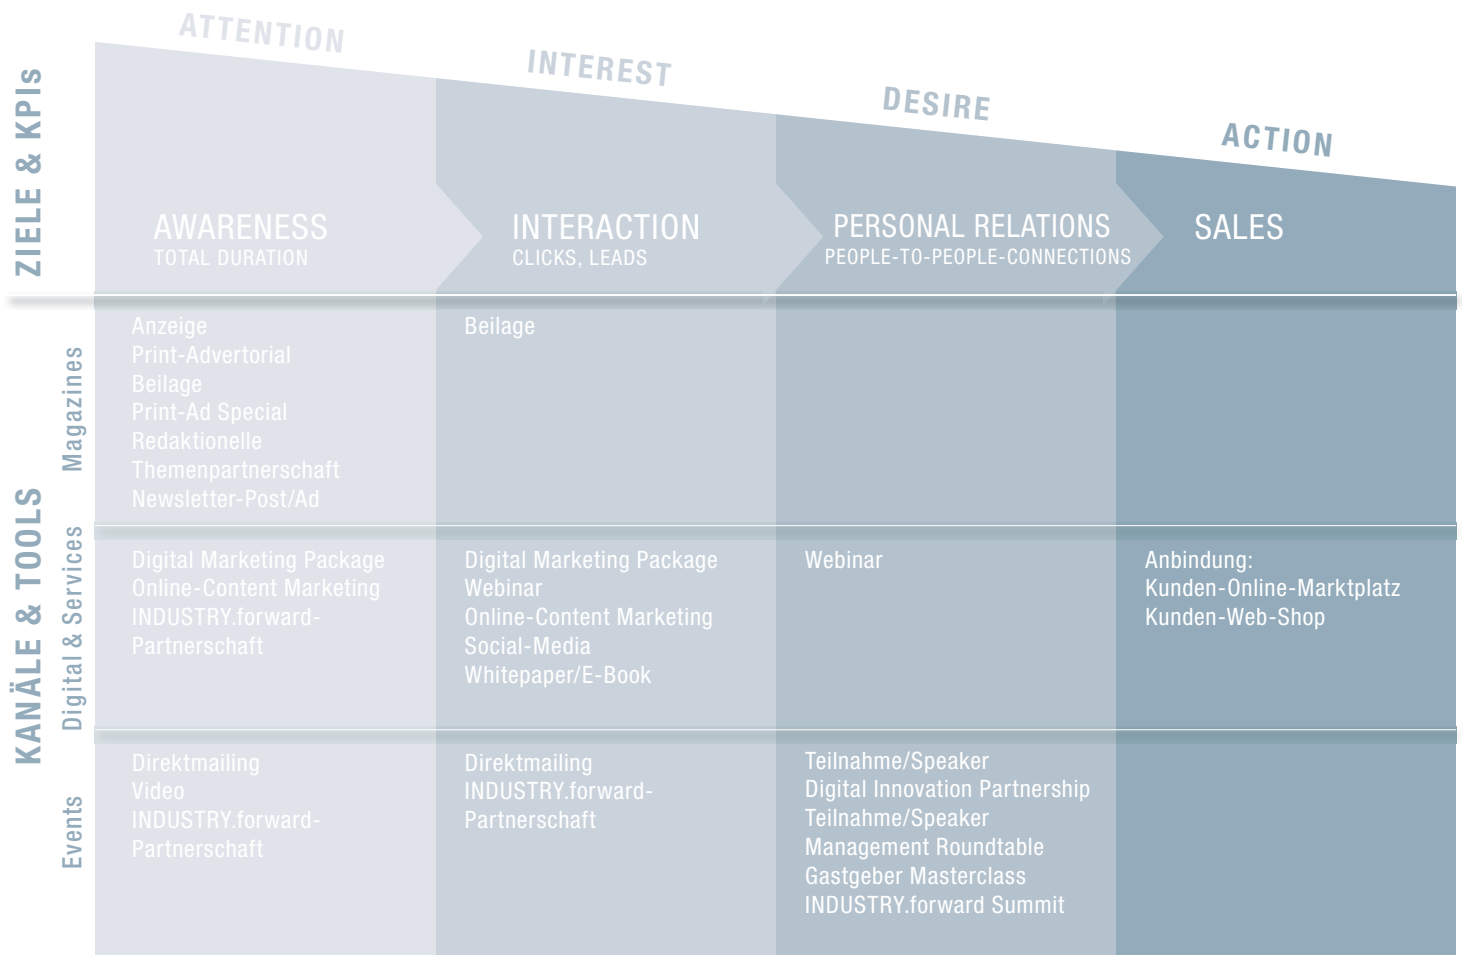 ATTENTION
INTEREST
DESIRE
ACTION
ZIELE & KPIs
AWARENESS
TOTAL DURATION
INTERACTION
CLICKS, LEADS
PERSONAL RELATIONS
PEOPLE-TO-PEOPLE-CONNECTIONS
SALES
KANÄLE & TOOLS
Magazines
Anzeige
Print-Advertorial
Beilage
Print-Ad Special
Redaktionelle
Themenpartnerschaft
Newsletter-Post/Ad
Beilage
Digital & Services
Digital Marketing Package
Online-Content Marketing
INDUSTRY.forward-
Partnerschaft
Digital Marketing Package
Webinar
Online-Content Marketing
Social-Media
Whitepaper/E-Book
Webinar
Anbindung:
Kunden-Online-Marktplatz
Kunden-Web-Shop
Events
Direktmailing
Video
INDUSTRY.forward-
Partnerschaft
Direktmailing
INDUSTRY.forward-
Partnerschaft
Teilnahme/Speaker
Digital Innovation Partnership
Teilnahme/Speaker
Management Roundtable
Gastgeber Masterclass
INDUSTRY.forward Summit